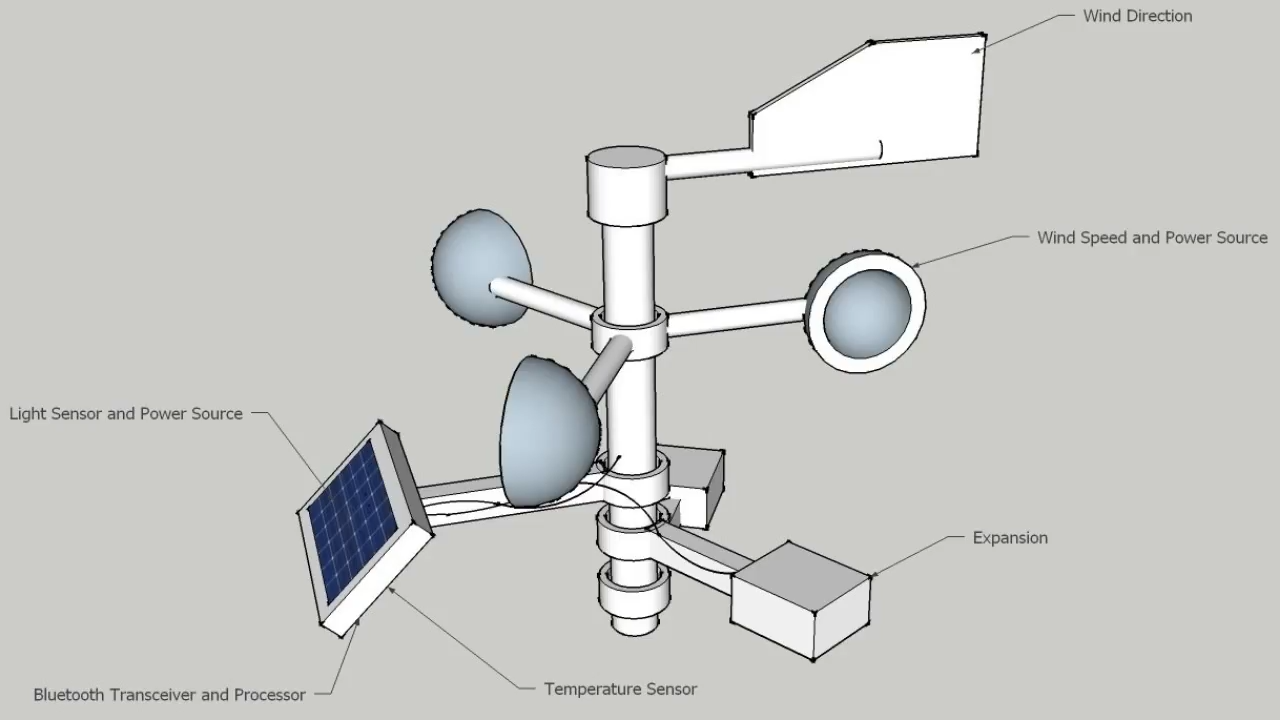 Wind Direction
Wind Speed and Power Source
Light Sensor and Power Source
Expansion
Temperature Sensor
Bluetooth Transceiver and Processor